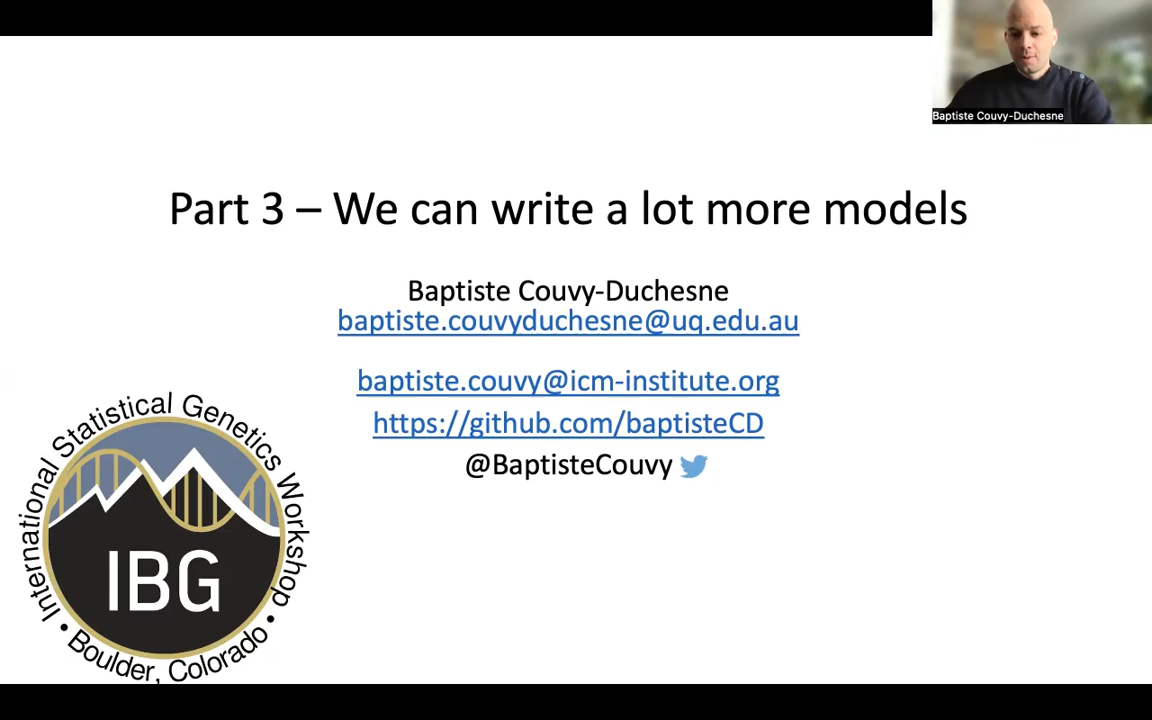 Baptiste Couvy-Duchesne
Part 3 – We can write a lot more models
Baptiste Couvy-Duchesne
baptiste.couvyduchesne@uq.edu.au
baptiste.couvy@icm-institute.org
https://github.com/baptisteCD
@BaptisteCouvy
International Statistical Genetics Workshop
IBG
• Boulder, Colorado •